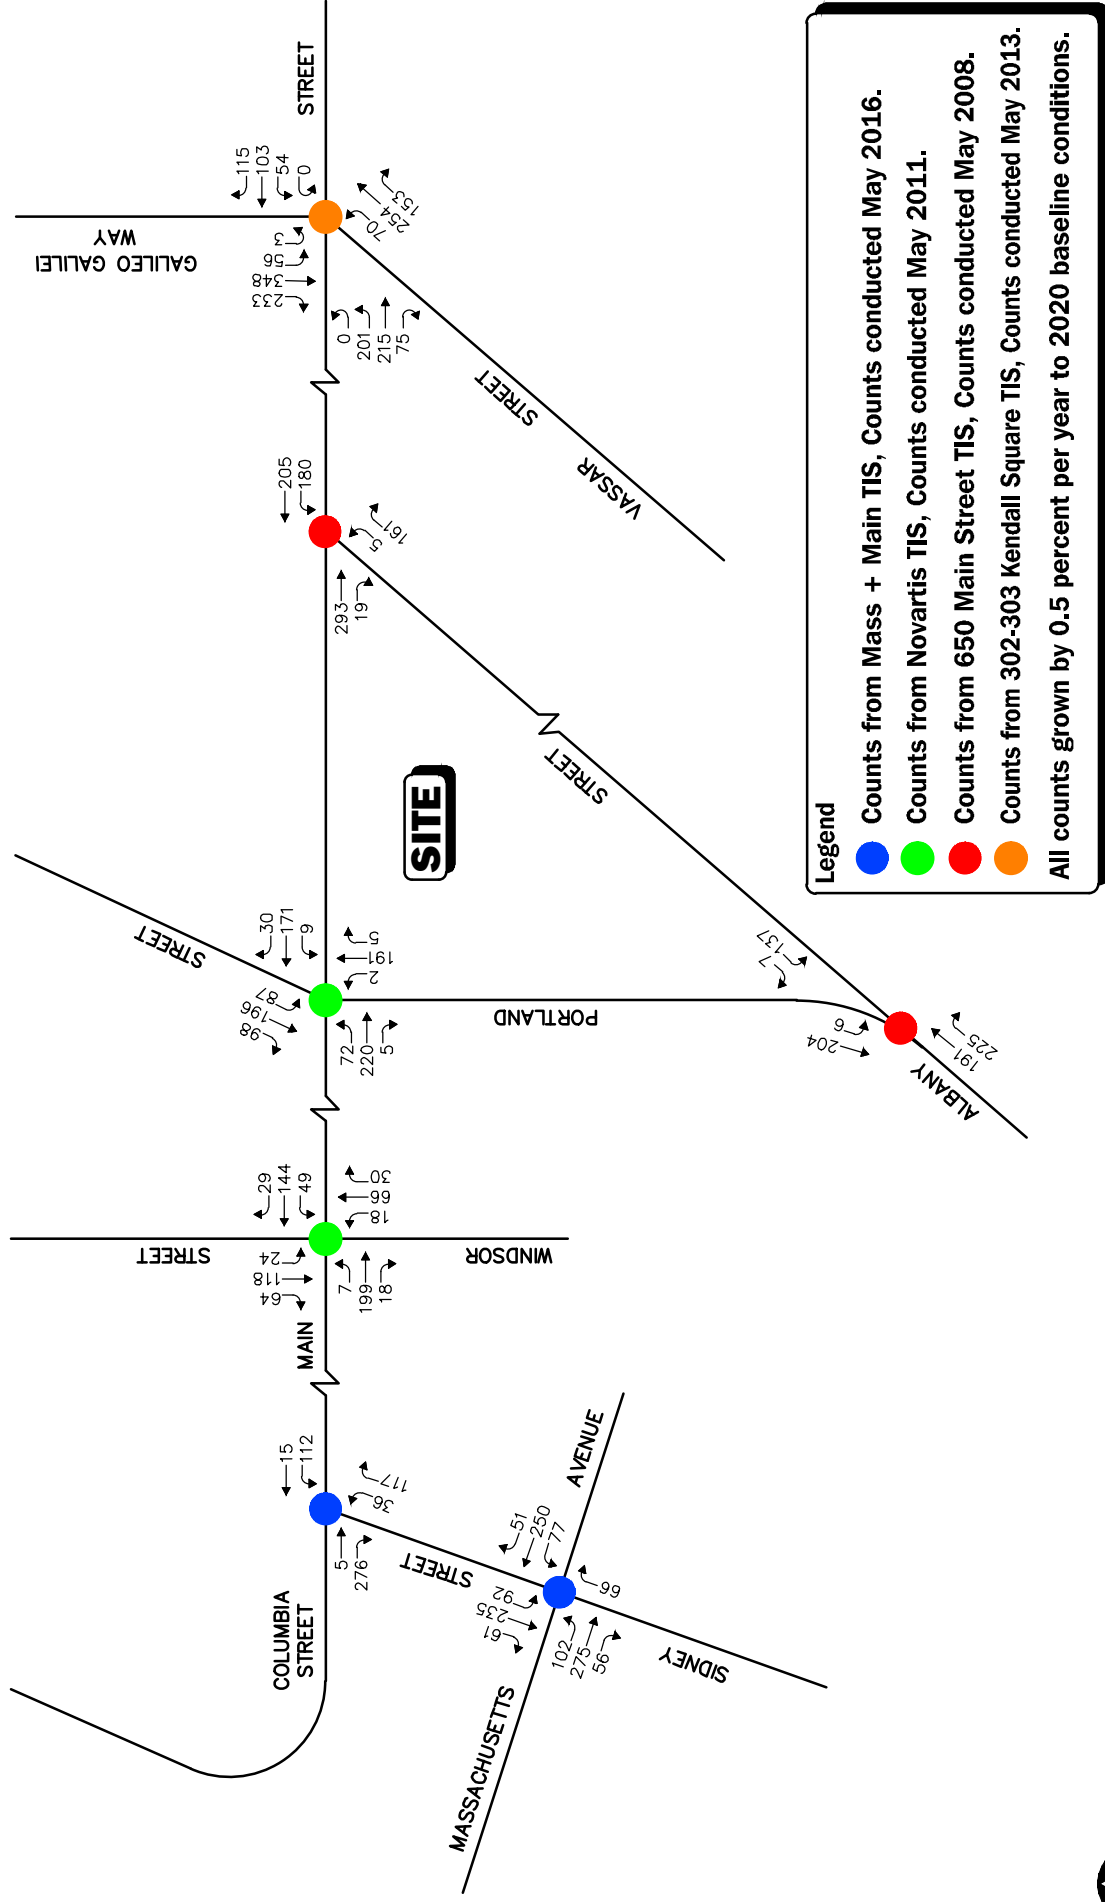 COLUMBIA
STREET
MAIN
STREET
MASSACHUSETTS
AVENUE
SIDNEY
STREET
WINDSOR
STREET
PORTLAND
STREET
ALBANY
STREET
VASSAR
STREET
GALILEO GALILEI
WAY
SITE
15
112
5
276
36
117
51
250
77
92
235
61
102
275
56
66
29
144
49
24
118
64
7
199
18
18
66
30
30
171
9
87
196
98
72
220
5
2
191
5
205
180
293
19
5
161
7
137
6
204
191
225
115
103
54
0
3
56
348
233
0
201
215
75
70
254
153
Legend
Counts from Mass + Main TIS, Counts conducted May 2016.
Counts from Novartis TIS, Counts conducted May 2011.
Counts from 650 Main Street TIS, Counts conducted May 2008.
Counts from 302-303 Kendall Square TIS, Counts conducted May 2013.
All counts grown by 0.5 percent per year to 2020 baseline conditions.